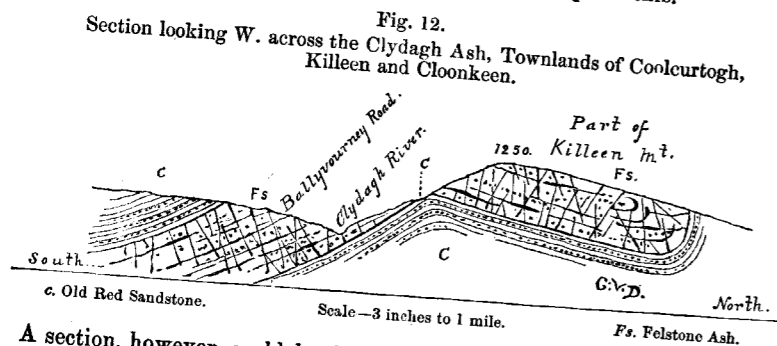 Fig. 12.
Section looking W. across the Clydagh Ash, Townlands of Coolcurtogh,
Killeen and Cloonkeen.
Part of
Killeen Mt.
1250.
Ballyvourney Road.
Clydagh River.
C
Fs
C
Fs.
C
South
G.V.D.
North.
c. Old Red Sandstone.
Scale—3 inches to 1 mile.
Fs. Felstone Ash.
A section, however,